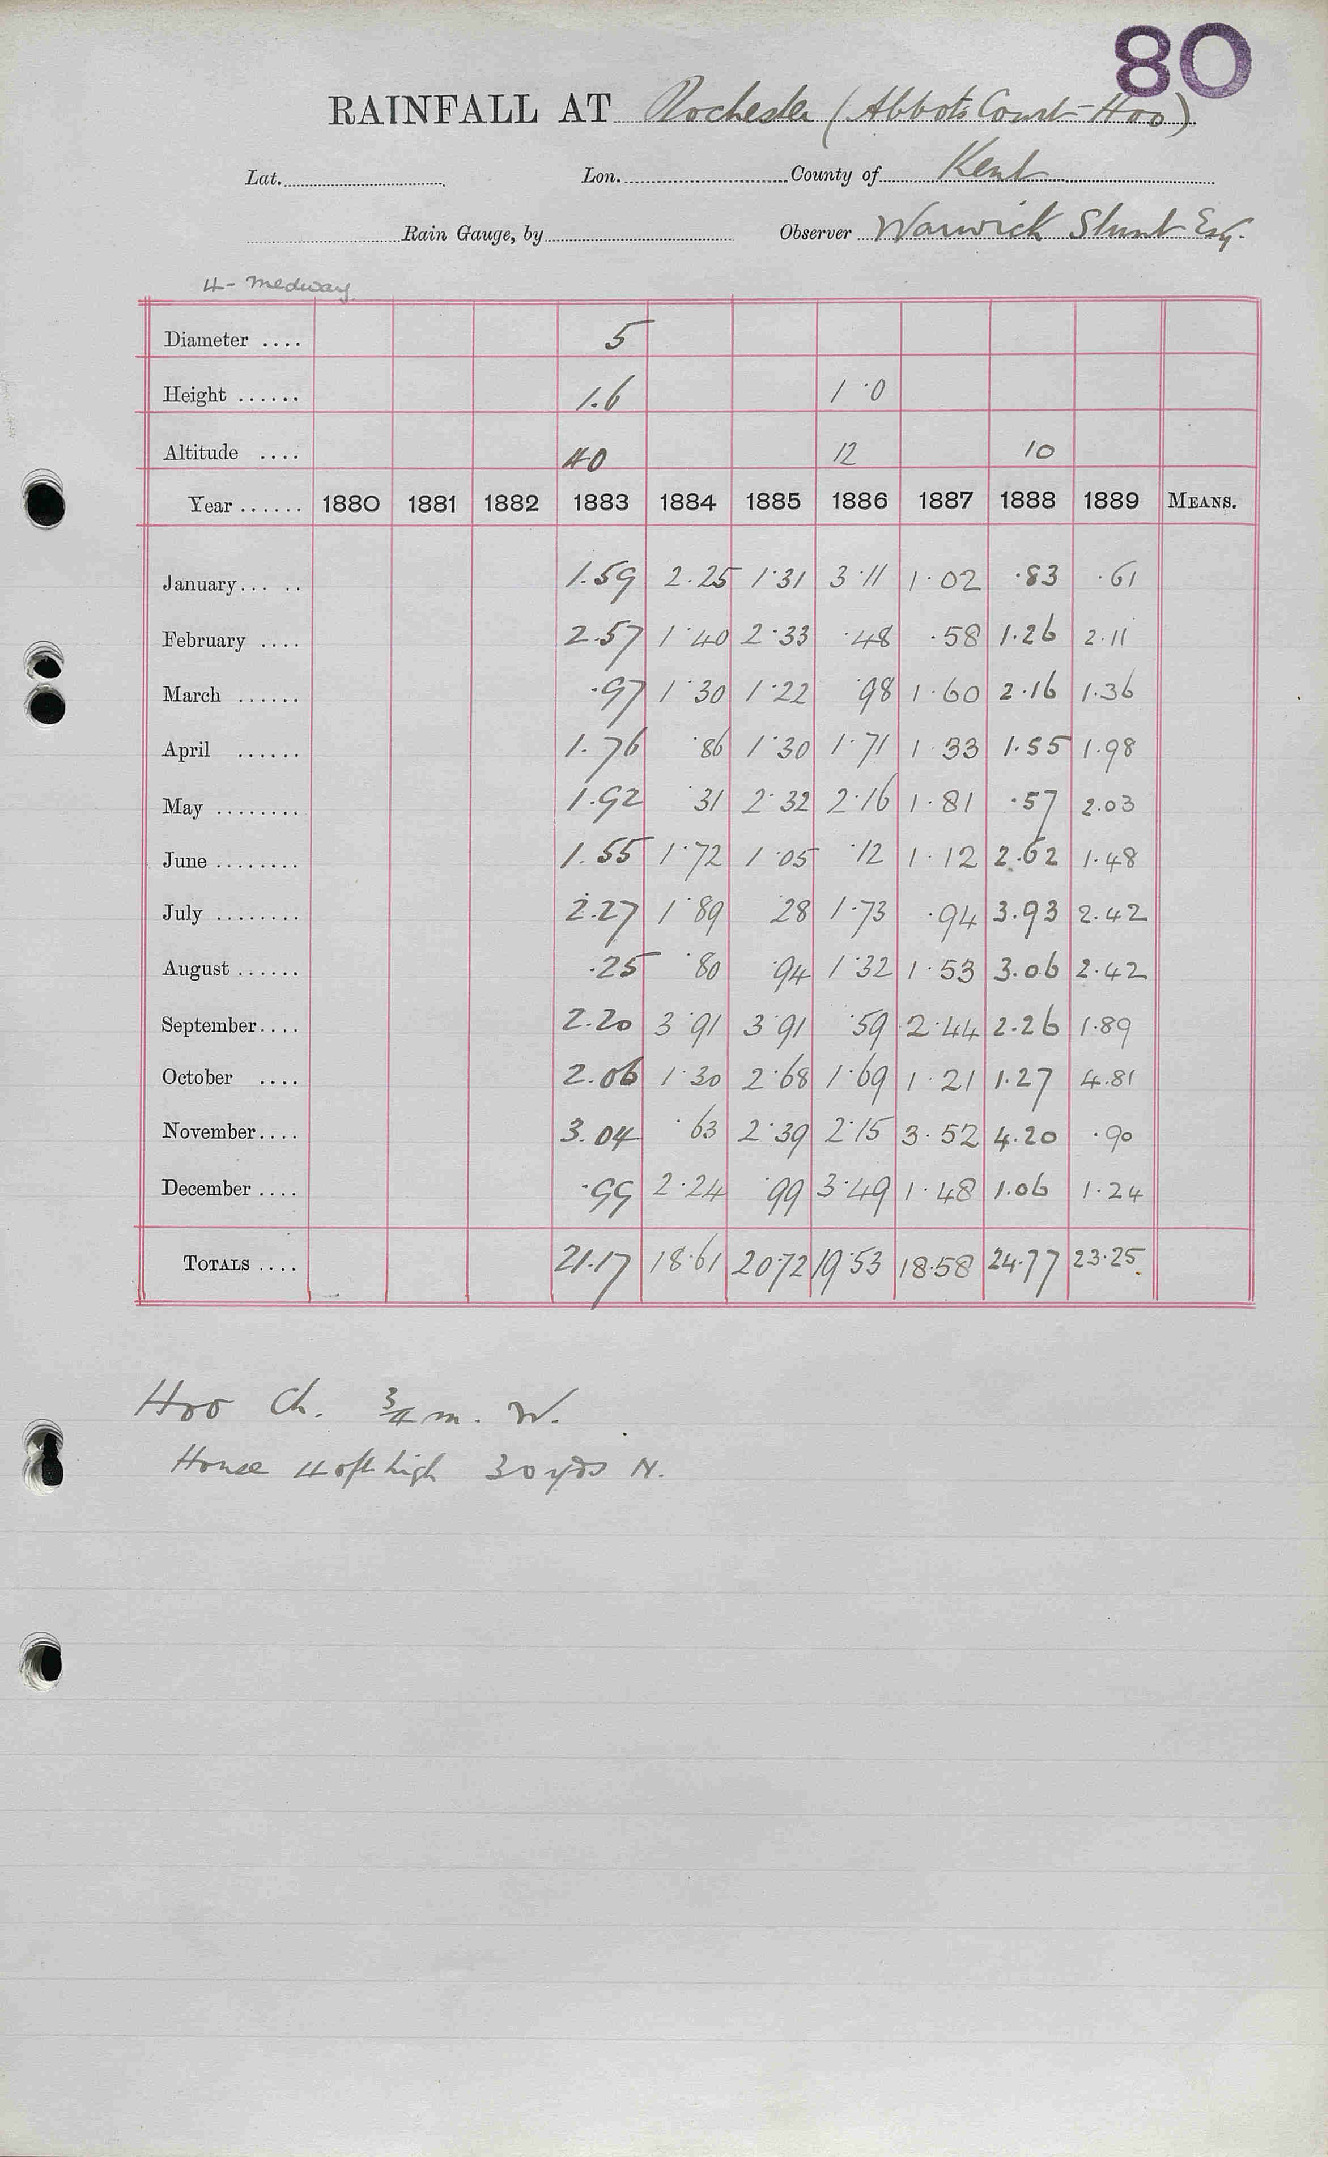 80
RAINFALL AT Rochester (Abbots Court Hoo)
Lat. Lon. County of Kent
Rain Gauge, by Observer Warwick Stunt Esq.
4 - Medway
Diameter .... 5
Height ...... 1.6 1·0
Altitude .... 40 12 10
Year ...... 1880 1881 1882 1883 1884 1885 1886 1887 1888 1889 MEANS.
January... .. 1.59 2.25 1·31 3·11 1·02 ·83 ·61
February .... 2.57 1·40 2·33 ·48 ·58 1.26 2.11
March ...... ·97 1·30 1·22 ·98 1·60 2·16 1.36
April ...... 1.76 ·86 1·30 1·71 1 33 1.55 1.98
May ........ 1.92 ·31 2·32 2·16 1·81 ·57 2.03
June ........ 1.55 1·72 1·05 ·12 1·12 2.62 1.48
July ........ 2.27 1·89 28 1·73 ·94 3.93 2.42
August ...... ·25 ·80 ·94 1·32 1·53 3.06 2.42
September.... 2.20 3·91 3·91 ·59 2·44 2.26 1.89
October .... 2.06 1·30 2·68 1·69 1·21 1.27 4.81
November.... 3.04 ·63 2·39 2·15 3·52 4.20 ·90
December .... ·99 2·24 ·99 3·49 1·48 1.06 1·24
TOTALS .... 21.17 18·61 20·72 19·53 18·58 24.77 23·25
Hoo Ch. 3/4 m. W.
House 40ft high 30 yds N.